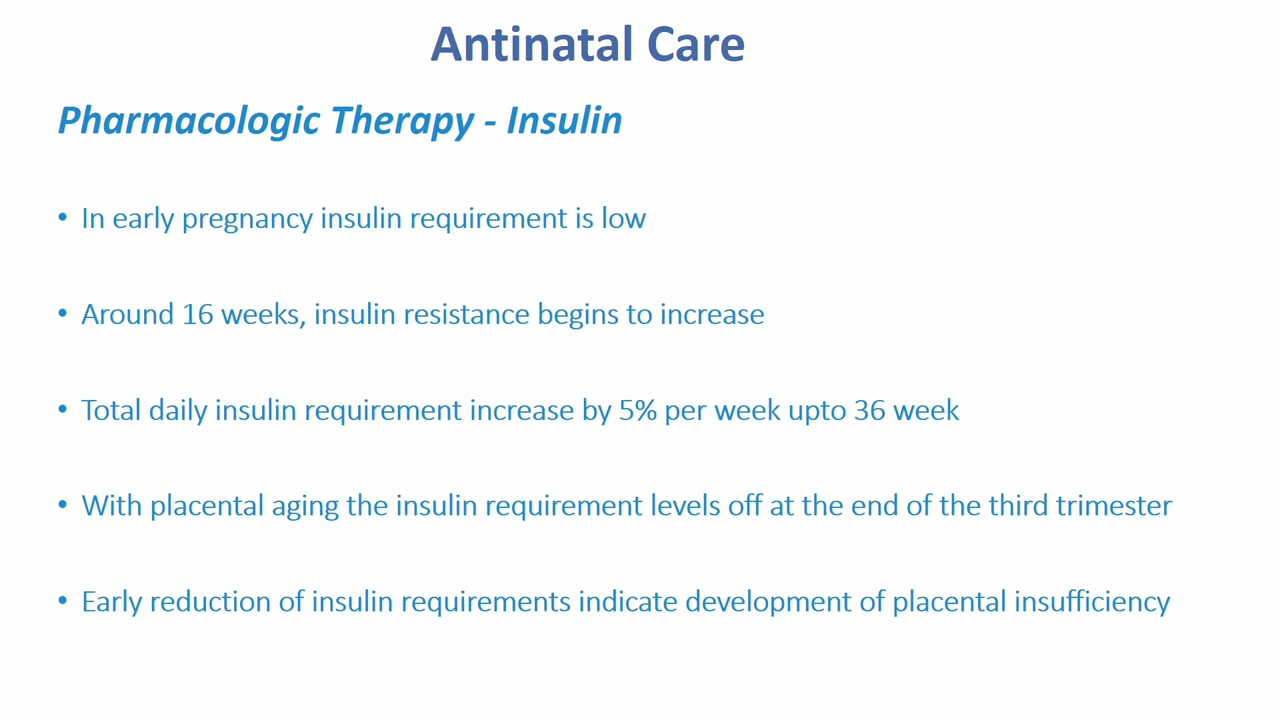 Antinatal Care
Pharmacologic Therapy - Insulin
• In early pregnancy insulin requirement is low
• Around 16 weeks, insulin resistance begins to increase
• Total daily insulin requirement increase by 5% per week upto 36 week
• With placental aging the insulin requirement levels off at the end of the third trimester
• Early reduction of insulin requirements indicate development of placental insufficiency